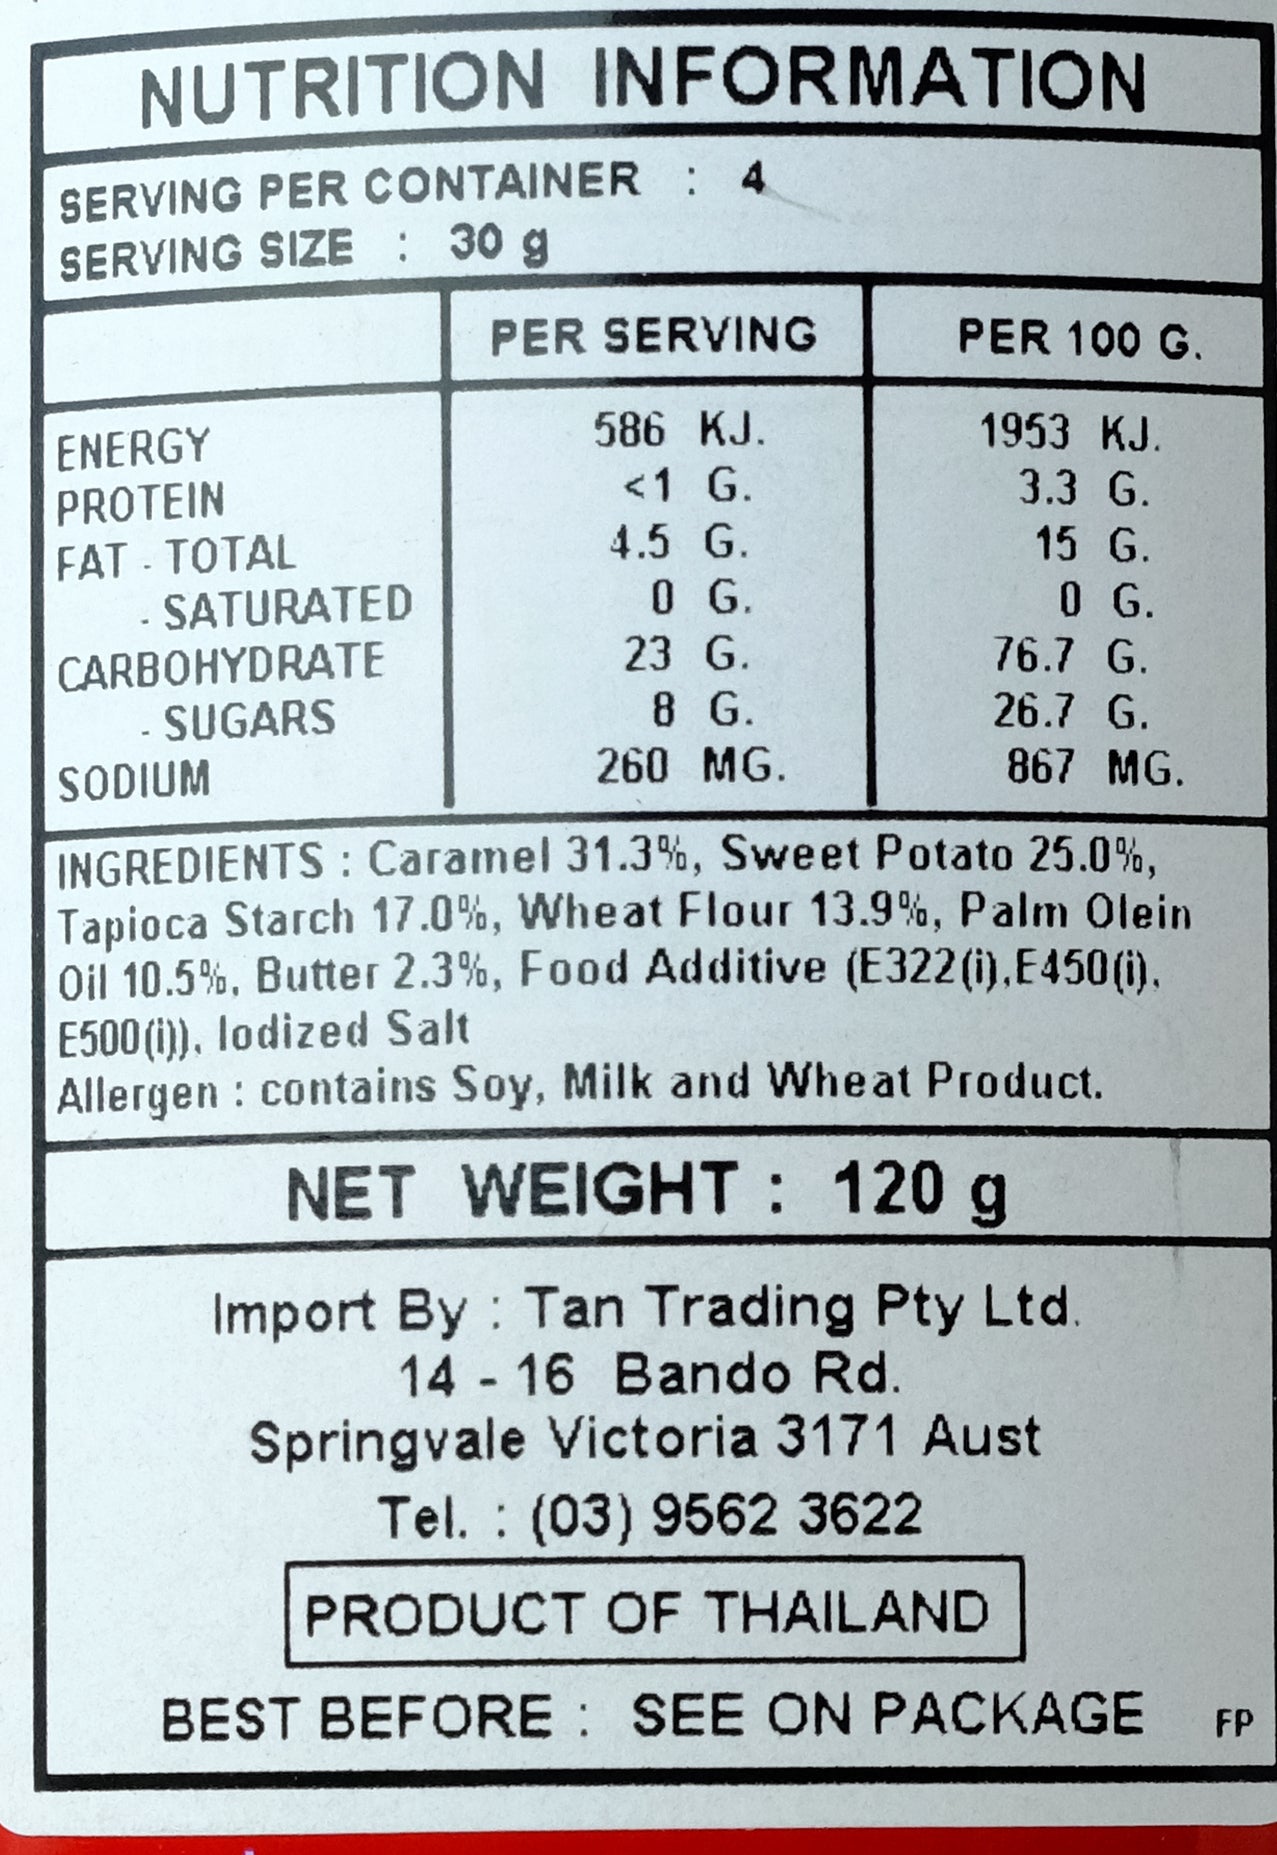 NUTRITION INFORMATION
SERVING PER CONTAINER : 4
SERVING SIZE : 30 g
PER SERVING PER 100 G.
ENERGY 586 KJ. 1953 KJ.
PROTEIN <1 G. 3.3 G.
FAT - TOTAL 4.5 G. 15 G.
- SATURATED 0 G. 0 G.
CARBOHYDRATE 23 G. 76.7 G.
- SUGARS 8 G. 26.7 G.
SODIUM 260 MG. 867 MG.
INGREDIENTS : Caramel 31.3%, Sweet Potato 25.0%,
Tapioca Starch 17.0%, Wheat Flour 13.9%, Palm Olein
Oil 10.5%, Butter 2.3%, Food Additive (E322(i),E450(i),
E500(i)), Iodized Salt
Allergen : contains Soy, Milk and Wheat Product.
NET WEIGHT : 120 g
Import By : Tan Trading Pty Ltd.
14 - 16 Bando Rd.
Springvale Victoria 3171 Aust
Tel. : (03) 9562 3622
PRODUCT OF THAILAND
BEST BEFORE : SEE ON PACKAGE FP